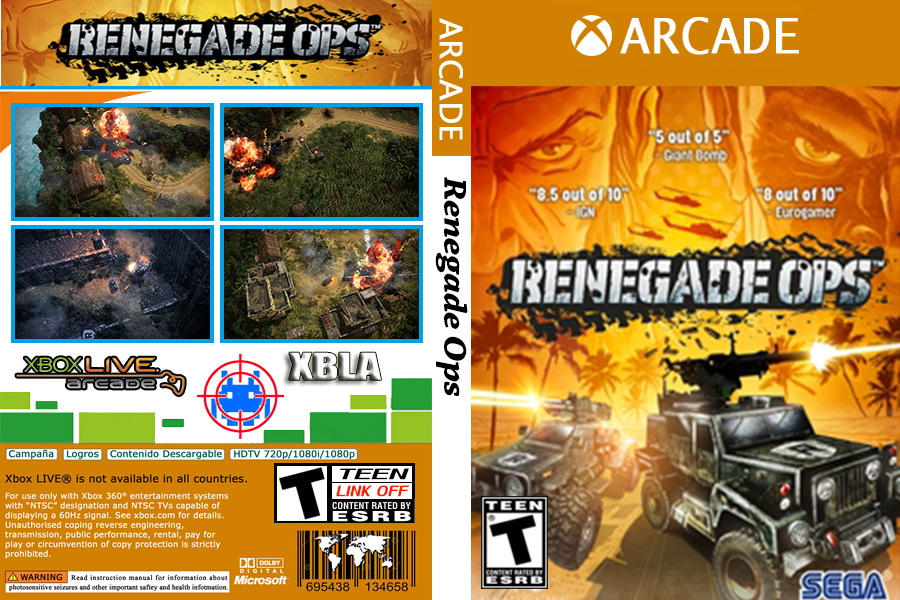 RENEGADE OPS™
XBOX LIVE
arcade
XBLA
Campaña
Logros
Contenido Descargable
HDTV 720p/1080i/1080p
Xbox LIVE® is not available in all countries.
For use only with Xbox 360® entertainment systems
with "NTSC" designation and NTSC TVs capable of
displaying a 60Hz signal. See xbox.com for details.
Unauthorised coping reverse engineering,
transmission, public performance, rental, pay for
play or circumvention of copy protection is strictly
prohibited.
WARNING Read instruction manual for information about
photosensitive seizures and other important saftey and health infotmation.
DOLBY
DIGITAL
Microsoft
T
TEEN
LINK OFF
CONTENT RATED BY
ESRB
695438 134658
ARCADE
Renegade Ops
ARCADE
"5 out of 5"
- Giant Bomb
"8.5 out of 10"
- IGN
"8 out of 10"
- Eurogamer
RENEGADE OPS™
TEEN
T
CONTENT RATED BY
ESRB
SEGA